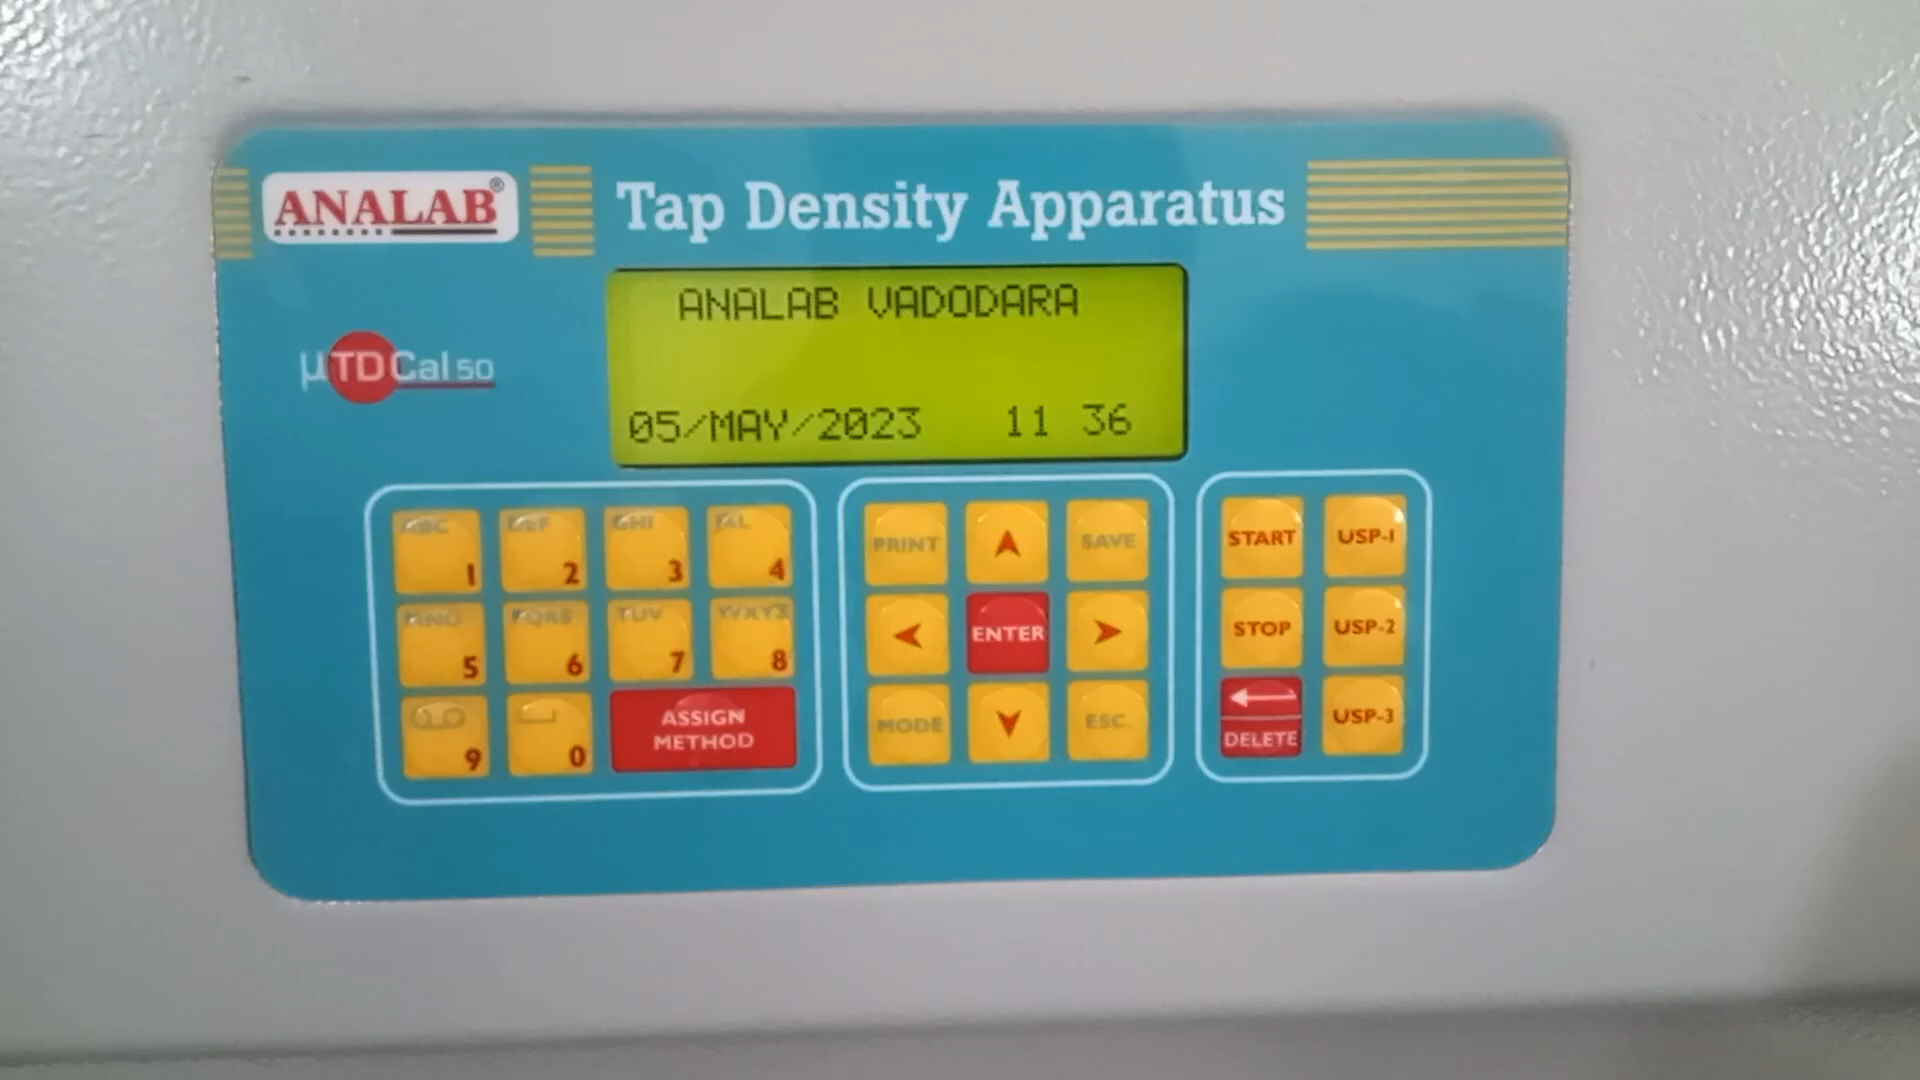 ANALAB®
Tap Density Apparatus
µTDCal 50
ANALAB VADODARA
05/MAY/2023 11 36
ABC 1
DEF 2
GHI 3
JKL 4
MNO 5
PQRS 6
TUV 7
WXYZ 8
9
0
ASSIGN
METHOD
PRINT
SAVE
ENTER
MODE
ESC.
START
USP-1
STOP
USP-2
DELETE
USP-3